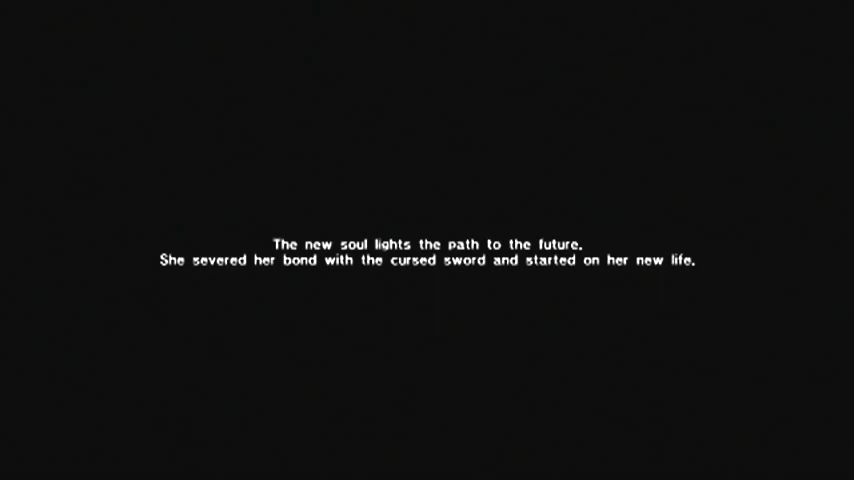 The new soul lights the path to the future.
She severed her bond with the cursed sword and started on her new life.